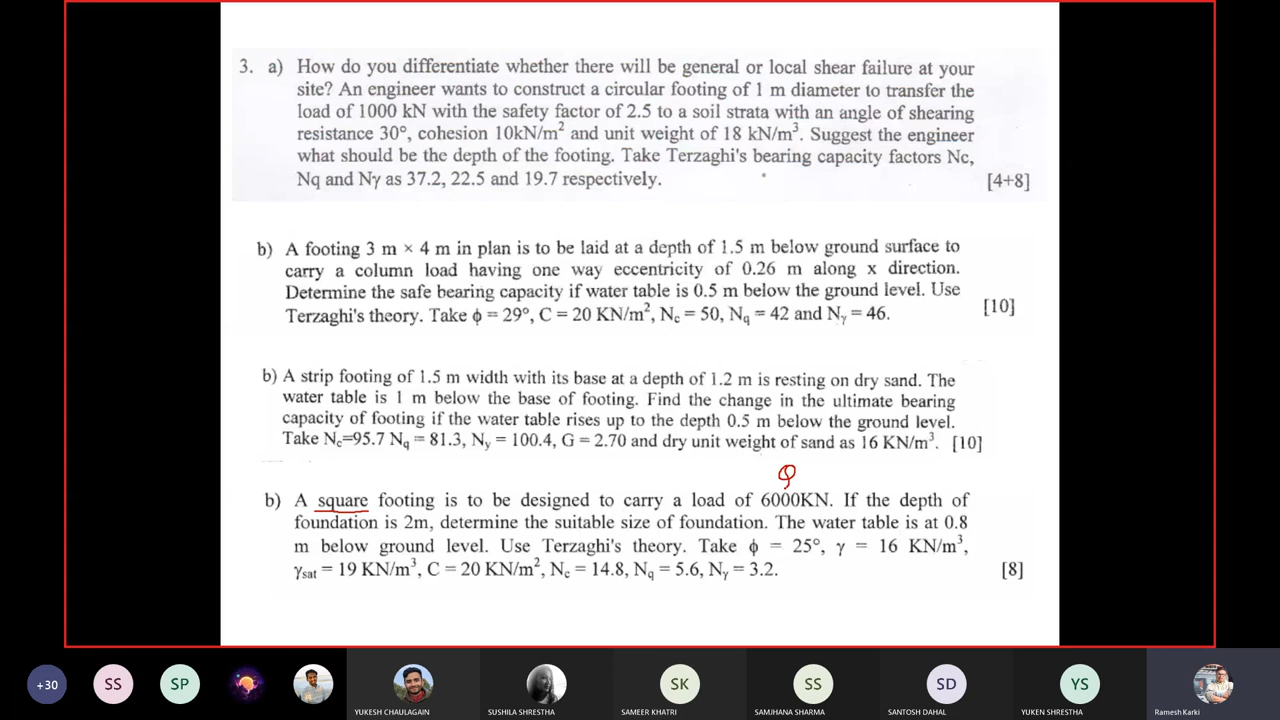 3. a) How do you differentiate whether there will be general or local shear failure at your
site? An engineer wants to construct a circular footing of 1 m diameter to transfer the
load of 1000 kN with the safety factor of 2.5 to a soil strata with an angle of shearing
resistance 30°, cohesion 10kN/m² and unit weight of 18 kN/m³. Suggest the engineer
what should be the depth of the footing. Take Terzaghi's bearing capacity factors Nc,
Nq and Nγ as 37.2, 22.5 and 19.7 respectively. [4+8]
b) A footing 3 m × 4 m in plan is to be laid at a depth of 1.5 m below ground surface to
carry a column load having one way eccentricity of 0.26 m along x direction.
Determine the safe bearing capacity if water table is 0.5 m below the ground level. Use
Terzaghi's theory. Take ϕ = 29°, C = 20 KN/m², Nc = 50, Nq = 42 and Nγ = 46. [10]
b) A strip footing of 1.5 m width with its base at a depth of 1.2 m is resting on dry sand. The
water table is 1 m below the base of footing. Find the change in the ultimate bearing
capacity of footing if the water table rises up to the depth 0.5 m below the ground level.
Take Nc=95.7 Nq = 81.3, Nγ = 100.4, G = 2.70 and dry unit weight of sand as 16 KN/m³. [10]
b) A square footing is to be designed to carry a load of 6000KN. If the depth of
foundation is 2m, determine the suitable size of foundation. The water table is at 0.8
m below ground level. Use Terzaghi's theory. Take ϕ = 25°, γ = 16 KN/m³,
γsat = 19 KN/m³, C = 20 KN/m², Nc = 14.8, Nq = 5.6, Nγ = 3.2. [8]
+30
SS
SP
SK
SS
SD
YS
YUKESH CHAULAGAIN
SUSHILA SHRESTHA
SAMEER KHATRI
SAMJHANA SHARMA
SANTOSH DAHAL
YUKEN SHRESTHA
Ramesh Karki